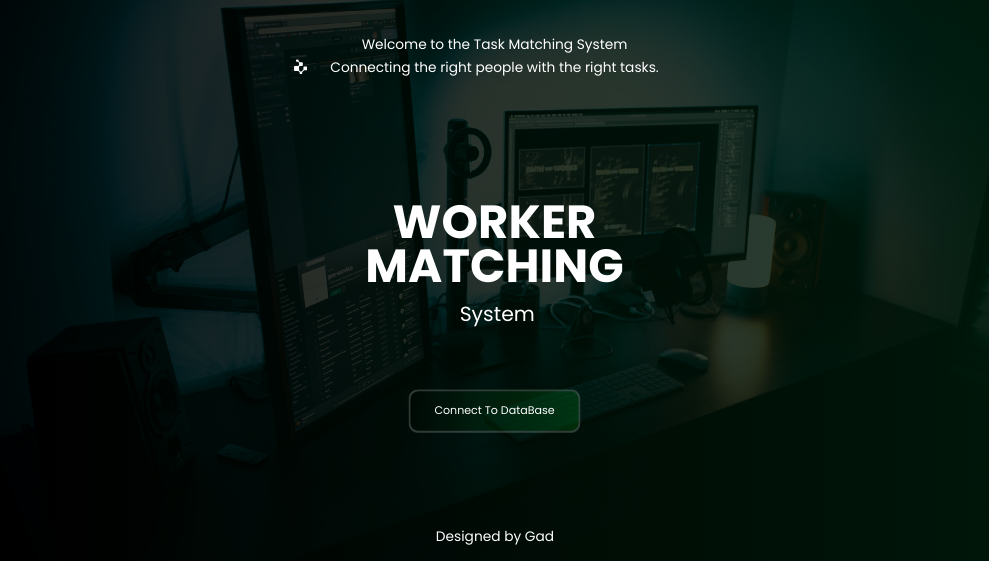 Welcome to the Task Matching System
Connecting the right people with the right tasks.
WORKER
MATCHING
System
Connect To DataBase
Designed by Gad